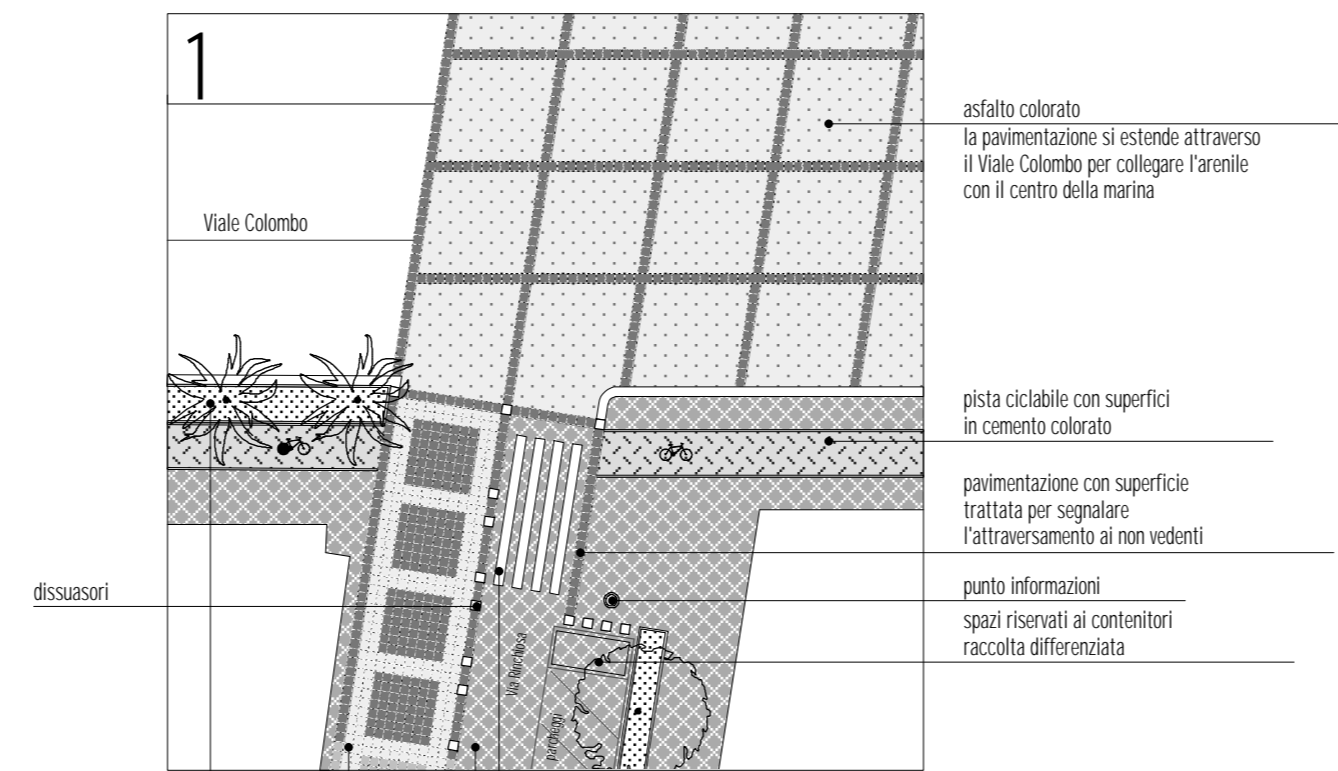 1
asfalto colorato
la pavimentazione si estende attraverso
il Viale Colombo per collegare l'arenile
con il centro della marina
Viale Colombo
pista ciclabile con superfici
in cemento colorato
pavimentazione con superficie
trattata per segnalare
l'attraversamento ai non vedenti
dissuasori
punto informazioni
spazi riservati ai contenitori
raccolta differenziata
Via Rinchiosa
parcheggi